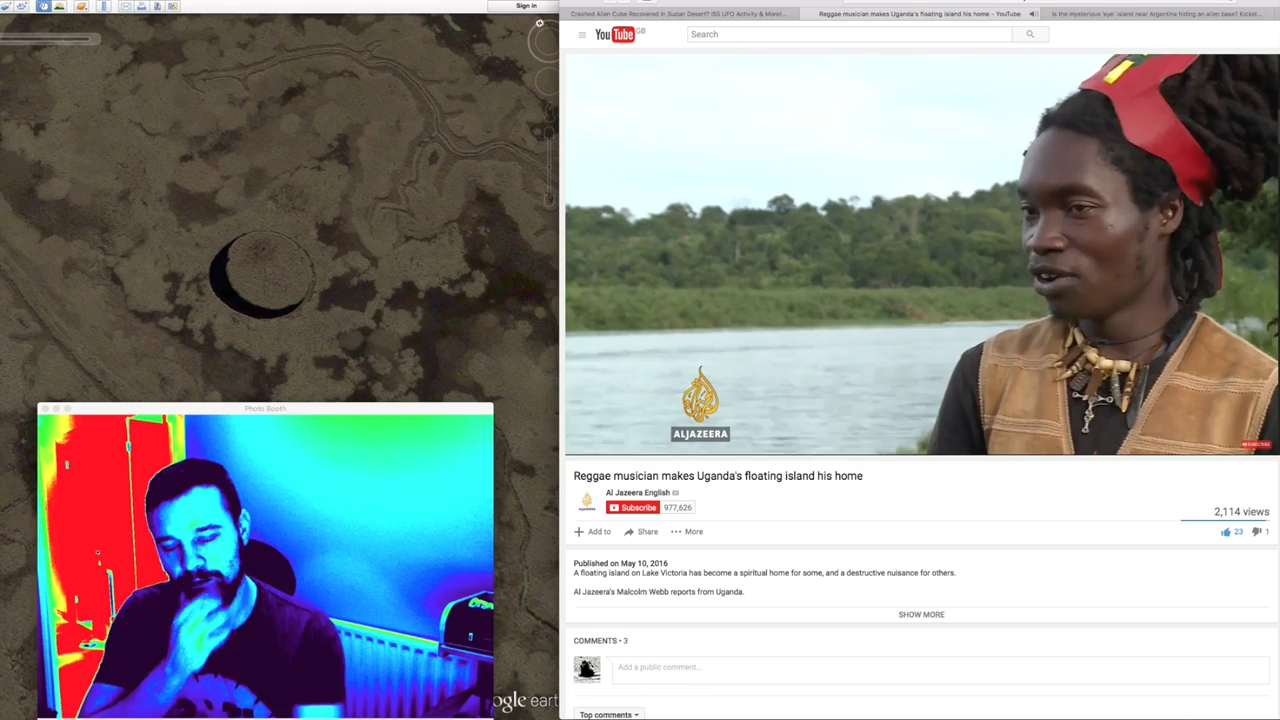 Sign in
Crashed Alien Cube Recovered In Sudan Desert? ISS UFO Activity & More!...
Reggae musician makes Uganda's floating island his home - YouTube
Is the mysterious 'eye' island near Argentina hiding an alien base? Kickst...
YouTube GB
Search
ALJAZEERA
SUBSCRIBE
Reggae musician makes Uganda's floating island his home
Al Jazeera English
Subscribe 977,626
2,114 views
Add to Share More
23 1
Published on May 10, 2016
A floating island on Lake Victoria has become a spiritual home for some, and a destructive nuisance for others.
Al Jazeera's Malcolm Webb reports from Uganda.
SHOW MORE
COMMENTS • 3
Add a public comment...
Top comments
Photo Booth
ogle eart